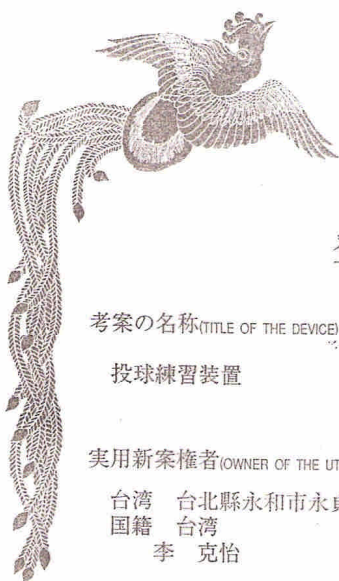 考案の名称(TITLE OF THE DEVICE)
投球練習装置
実用新案権者(OWNER OF THE UT
台湾 台北縣永和市永
国籍 台湾
李 克怡